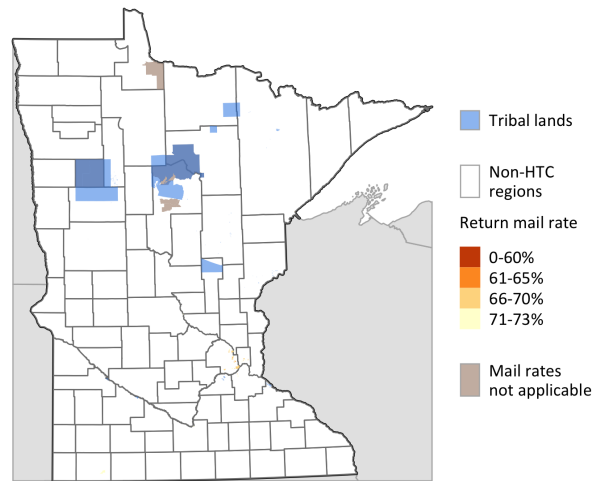 Tribal lands
Non-HTC
regions
Return mail rate
0-60%
61-65%
66-70%
71-73%
Mail rates
not applicable